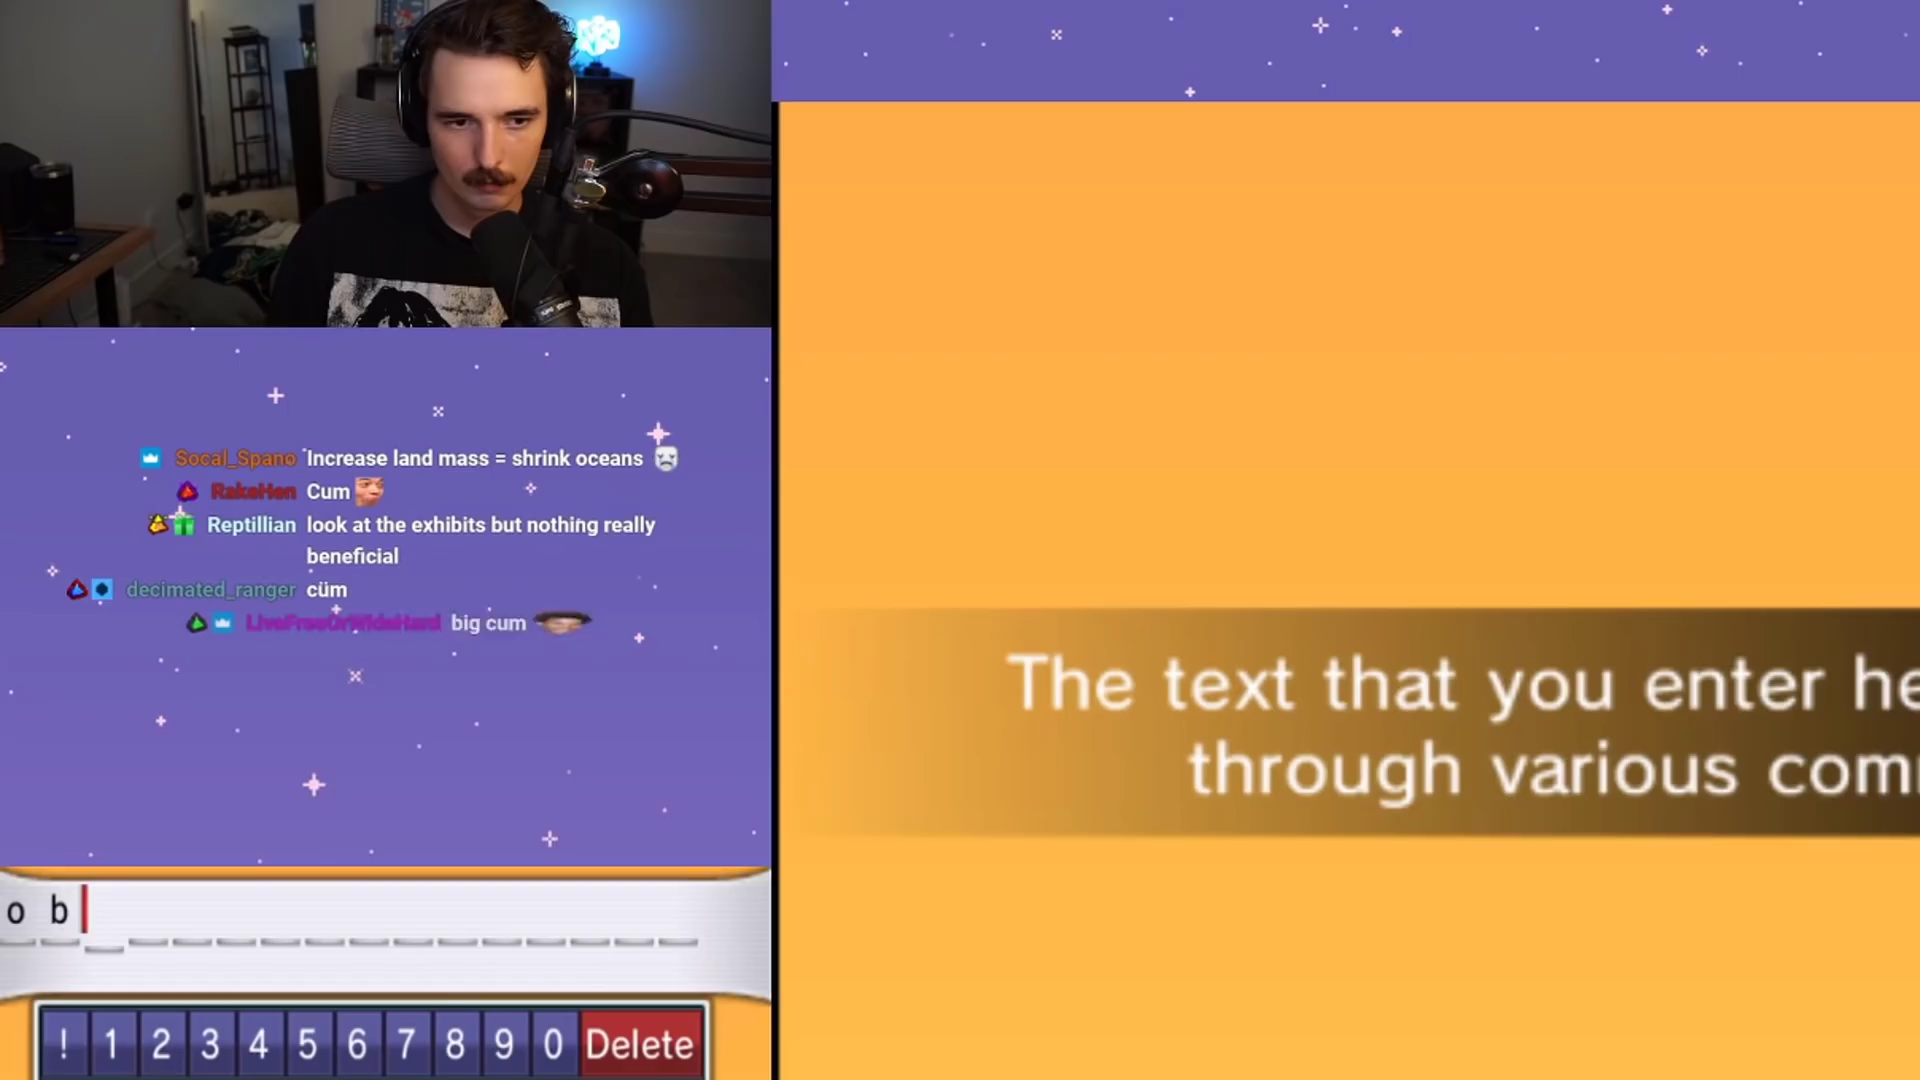 Socal_Spano Increase land mass = shrink oceans
RakeHen Cum
Reptillian look at the exhibits but nothing really
beneficial
decimated_ranger cüm
LiveFreeOrWideHard big cum
The text that you enter he
through various com
o b
! 1 2 3 4 5 6 7 8 9 0 Delete